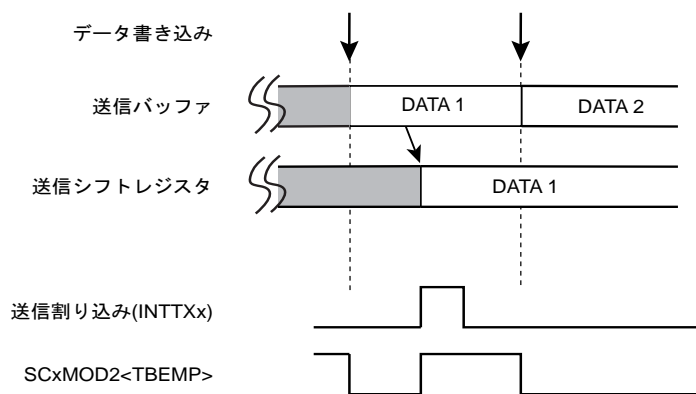 データ書き込み
送信バッファ
DATA 1
DATA 2
送信シフトレジスタ
DATA 1
送信割り込み(INTTXx)
SCxMOD2<TBEMP>